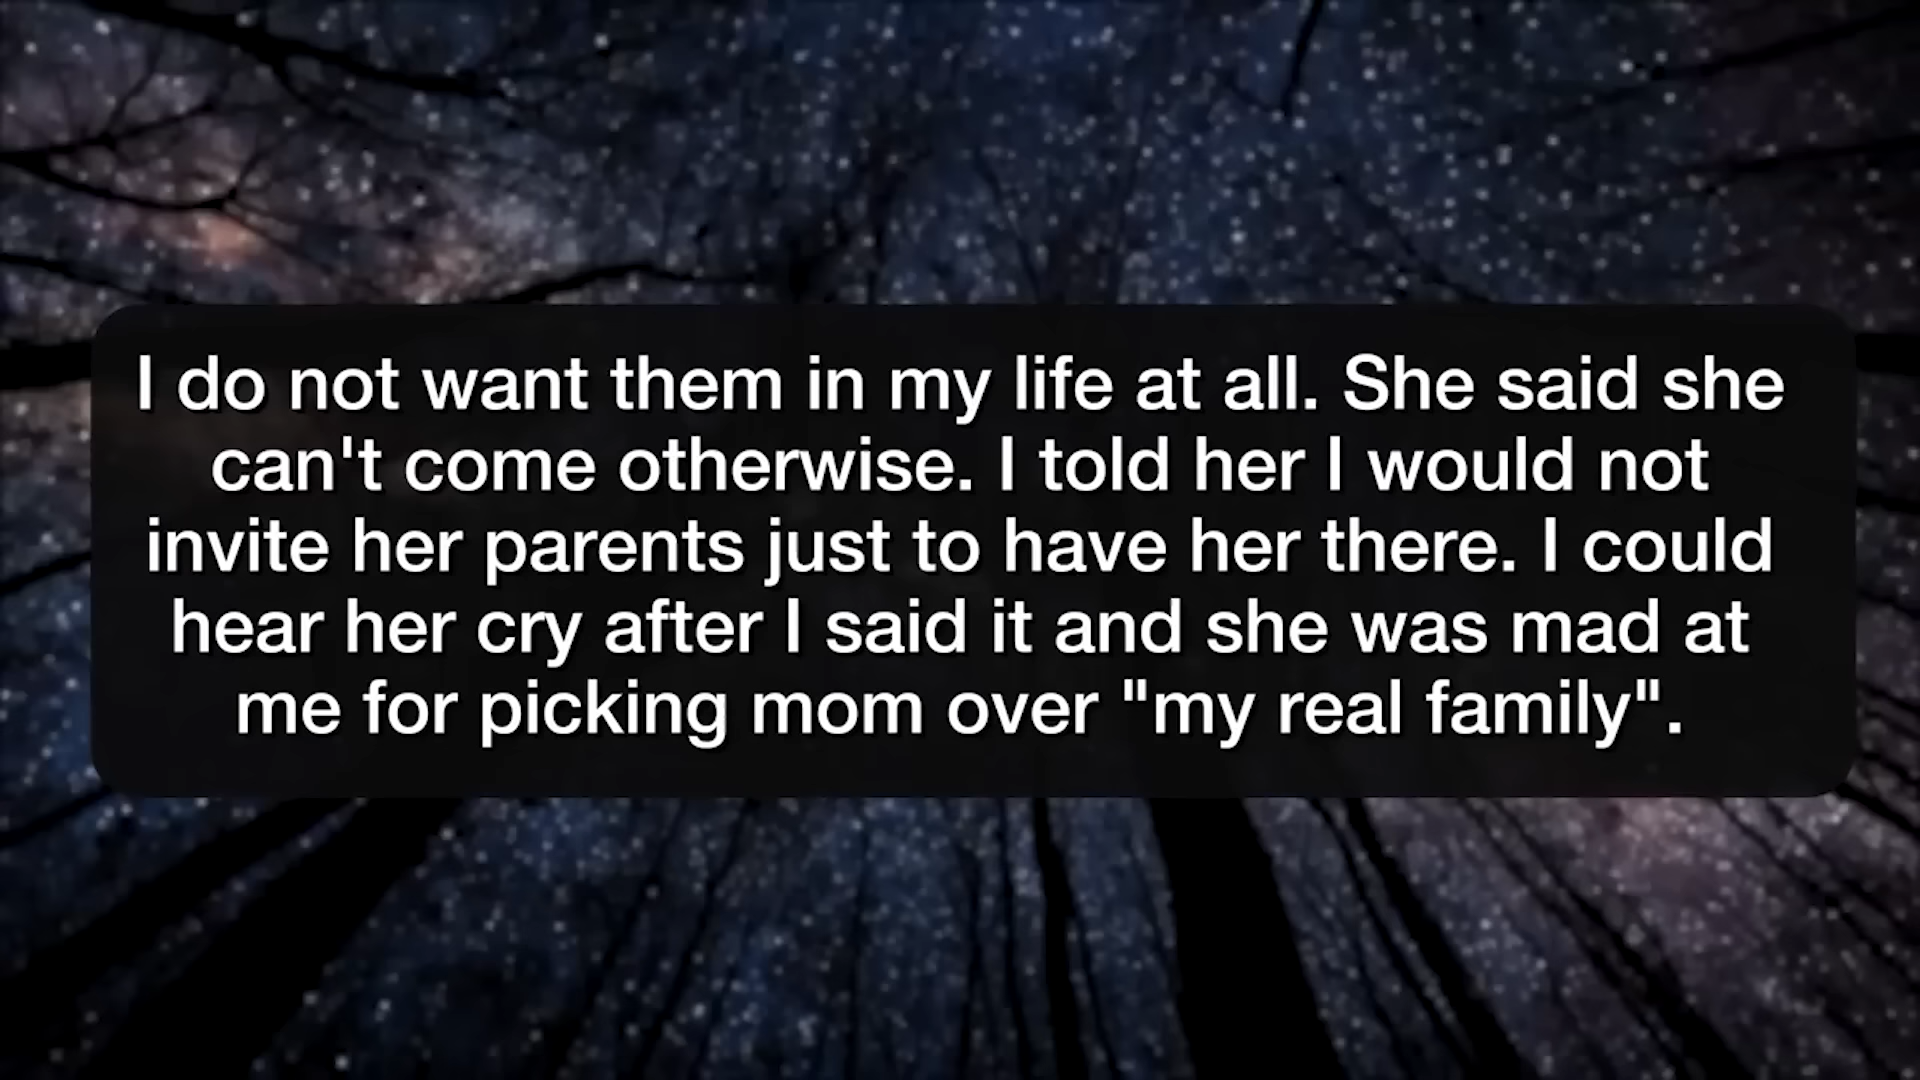 I do not want them in my life at all. She said she
can't come otherwise. I told her I would not
invite her parents just to have her there. I could
hear her cry after I said it and she was mad at
me for picking mom over "my real family".